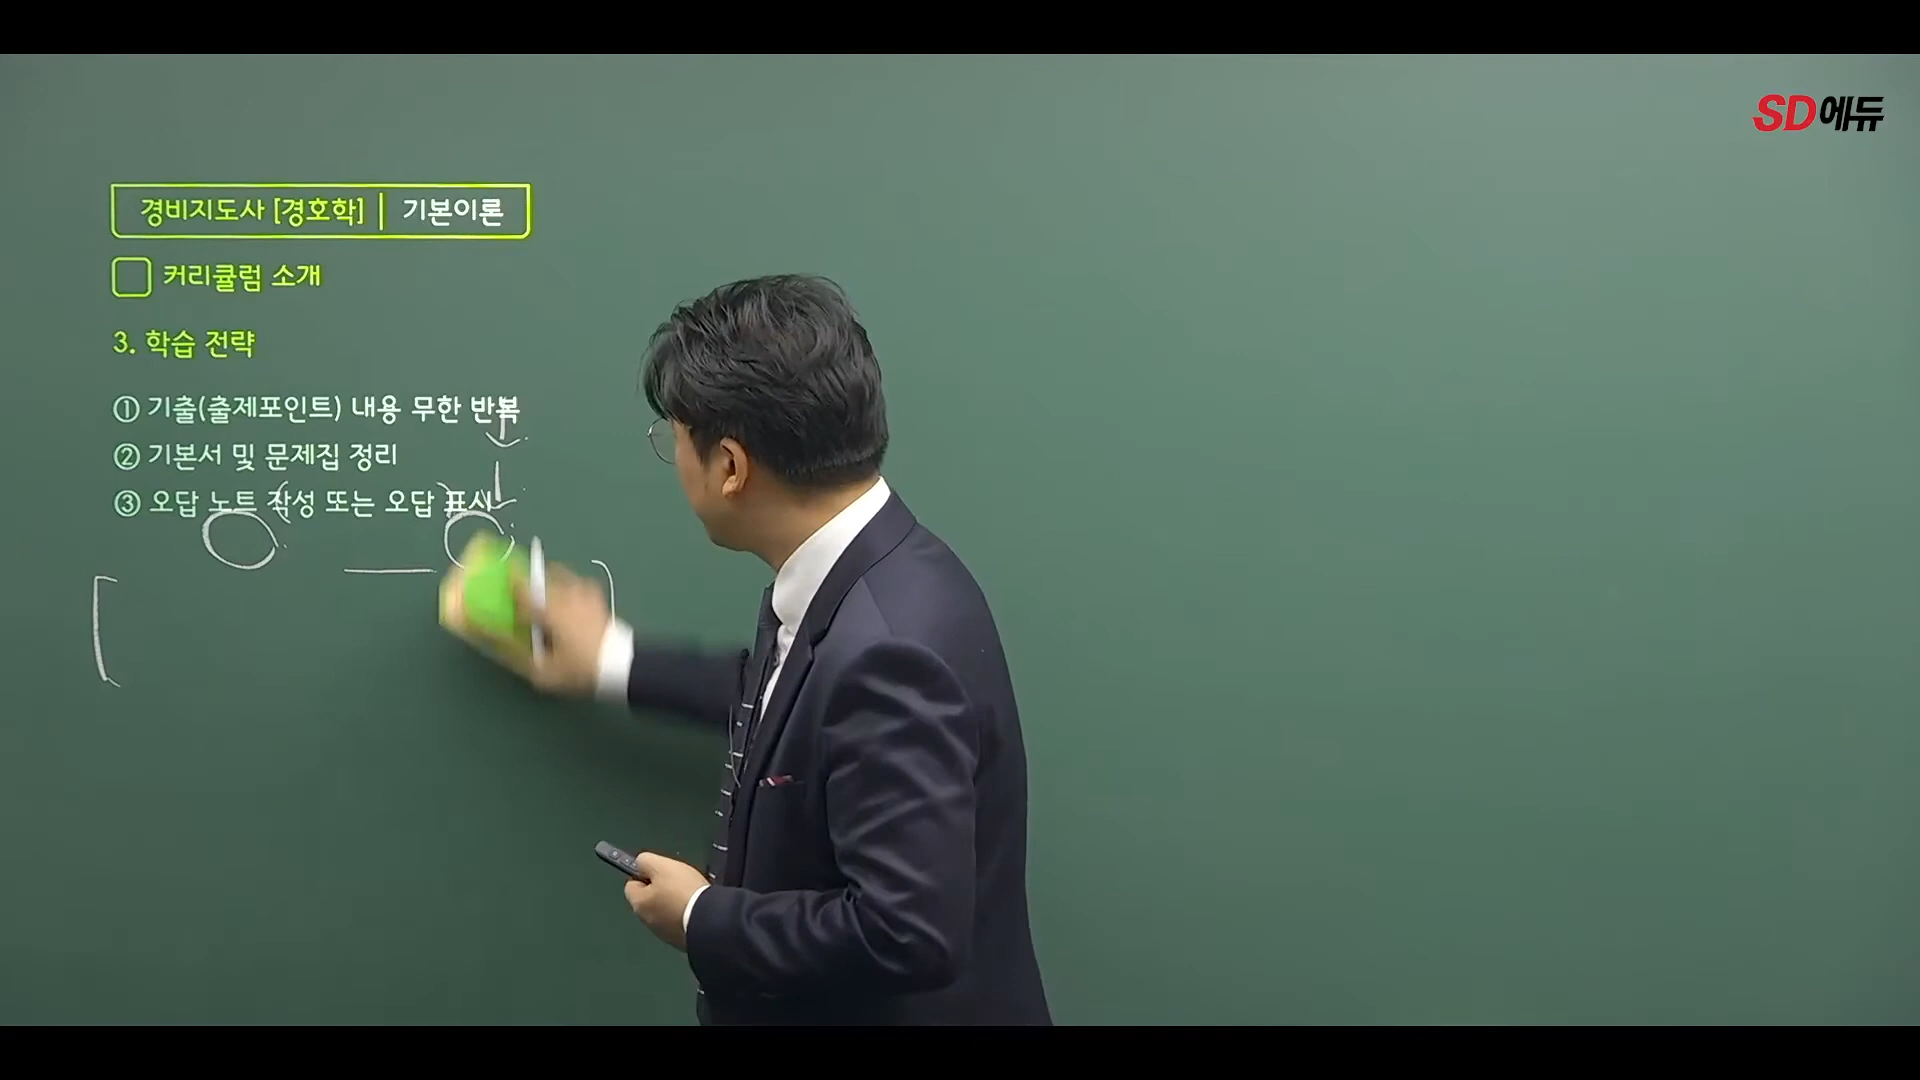 SD에듀
경비지도사 [경호학] | 기본이론
커리큘럼 소개
3. 학습 전략
① 기출(출제포인트) 내용 무한 반복
② 기본서 및 문제집 정리
③ 오답 노트 작성 또는 오답 표시